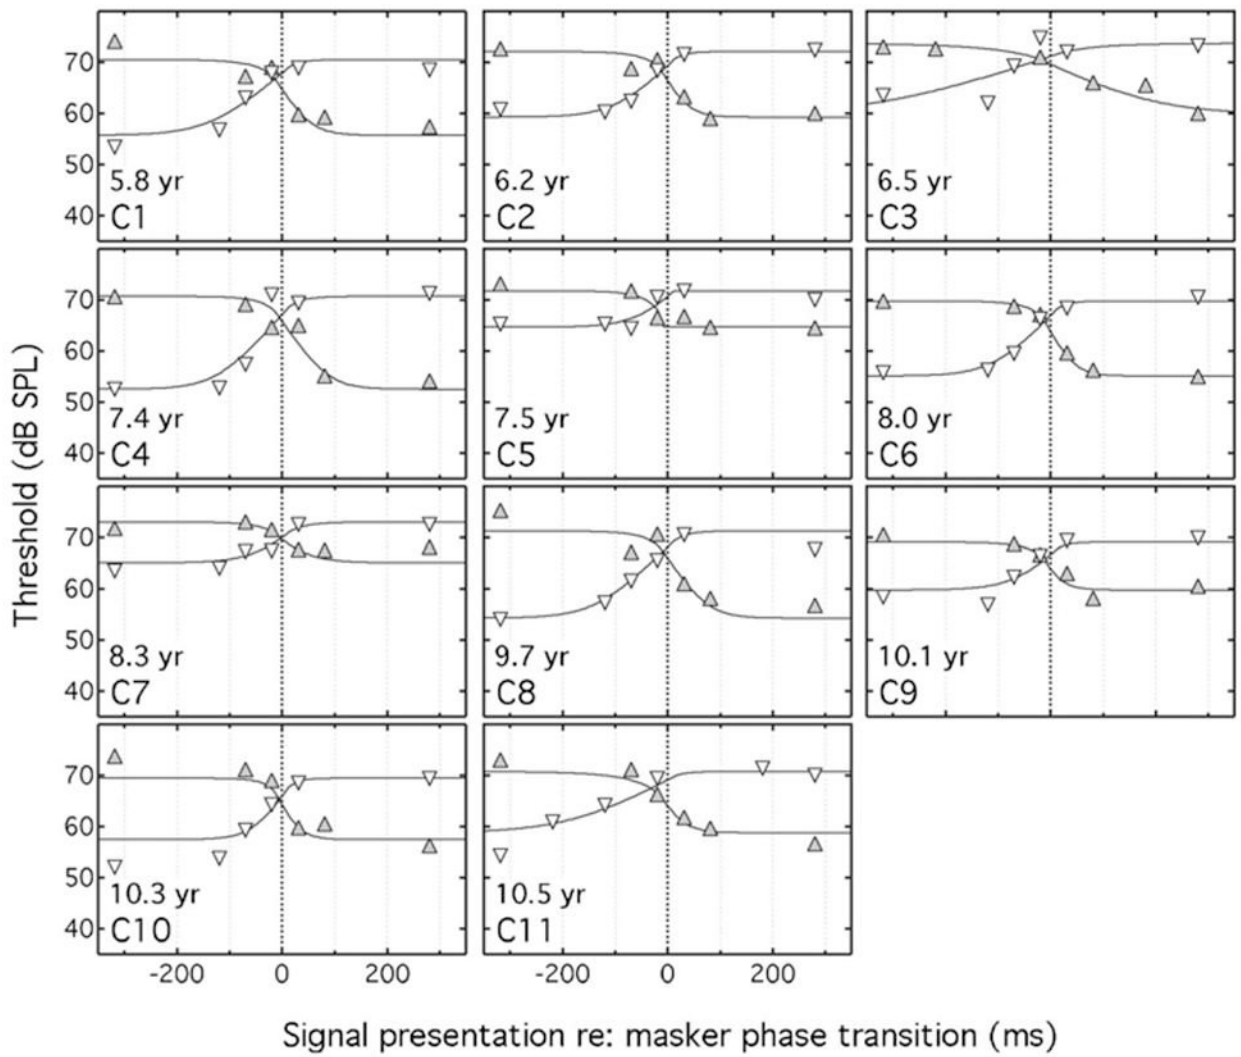 70
60
50
40
5.8 yr
C1
6.2 yr
C2
6.5 yr
C3
70
60
50
40
7.4 yr
C4
7.5 yr
C5
8.0 yr
C6
Threshold (dB SPL)
70
60
50
40
8.3 yr
C7
9.7 yr
C8
10.1 yr
C9
70
60
50
40
10.3 yr
C10
10.5 yr
C11
-200 0 200 -200 0 200
Signal presentation re: masker phase transition (ms)